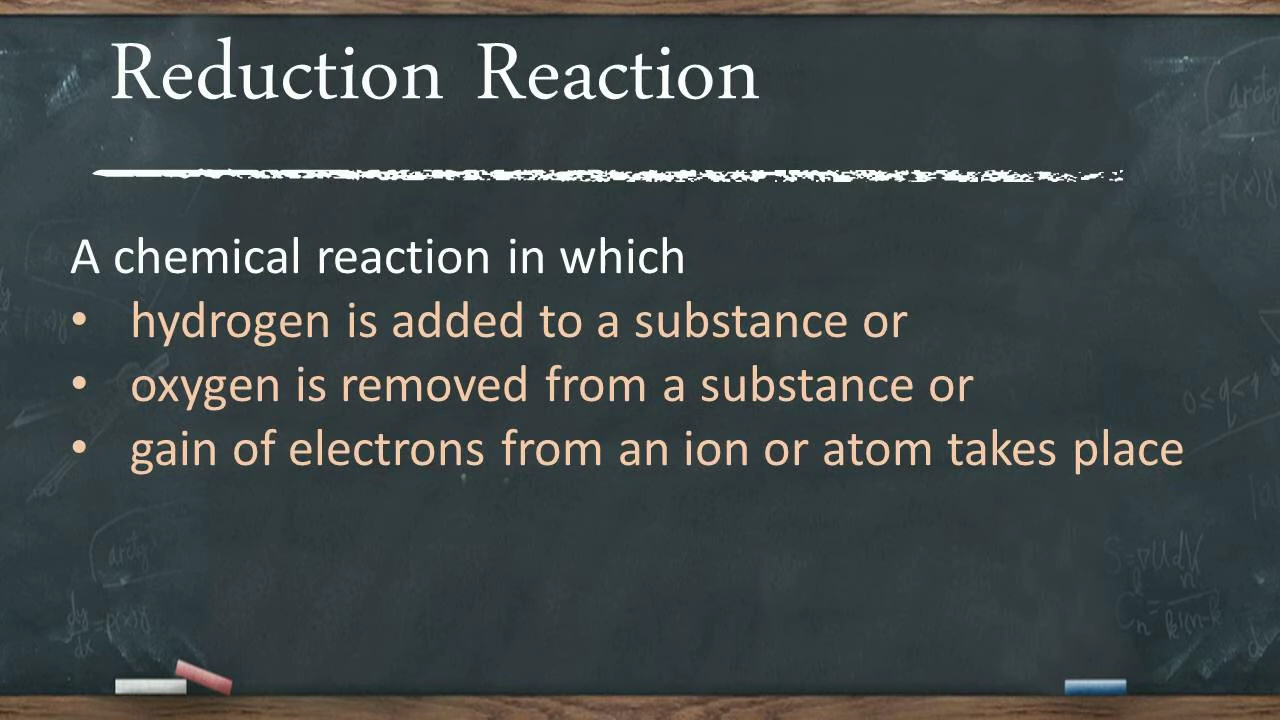 Reduction Reaction
A chemical reaction in which
• hydrogen is added to a substance or
• oxygen is removed from a substance or
• gain of electrons from an ion or atom takes place